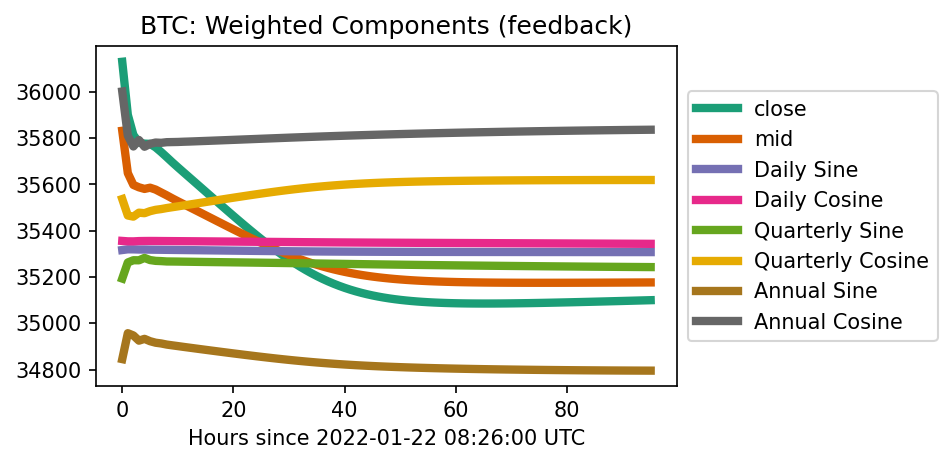 BTC: Weighted Components (feedback)
36000
35800
35600
35400
35200
35000
34800
0 20 40 60 80
Hours since 2022-01-22 08:26:00 UTC
close
mid
Daily Sine
Daily Cosine
Quarterly Sine
Quarterly Cosine
Annual Sine
Annual Cosine